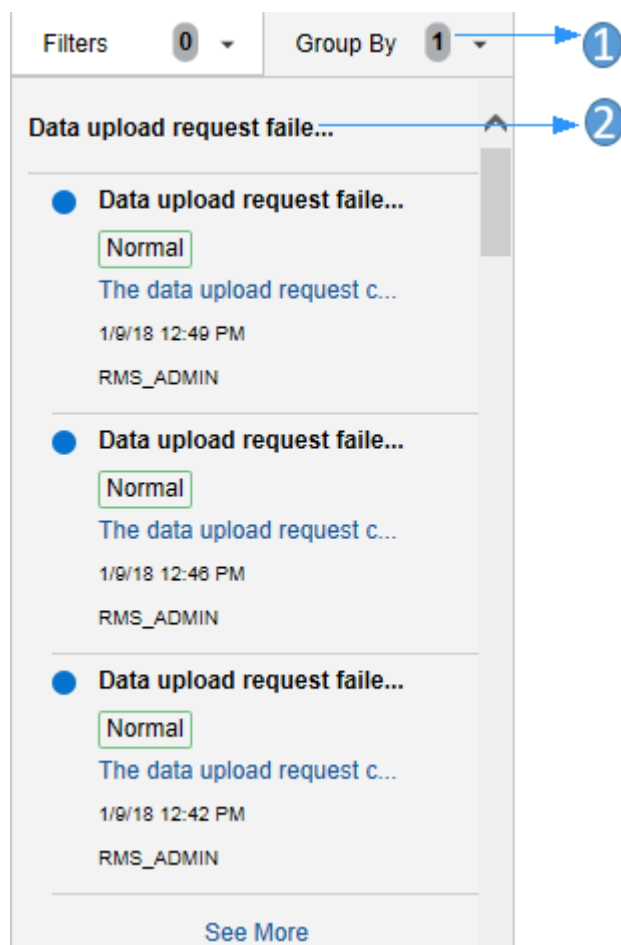 Filters 0 Group By 1 1
Data upload request faile... 2
Data upload request faile...
Normal
The data upload request c...
1/9/18 12:49 PM
RMS_ADMIN
Data upload request faile...
Normal
The data upload request c...
1/9/18 12:46 PM
RMS_ADMIN
Data upload request faile...
Normal
The data upload request c...
1/9/18 12:42 PM
RMS_ADMIN
See More